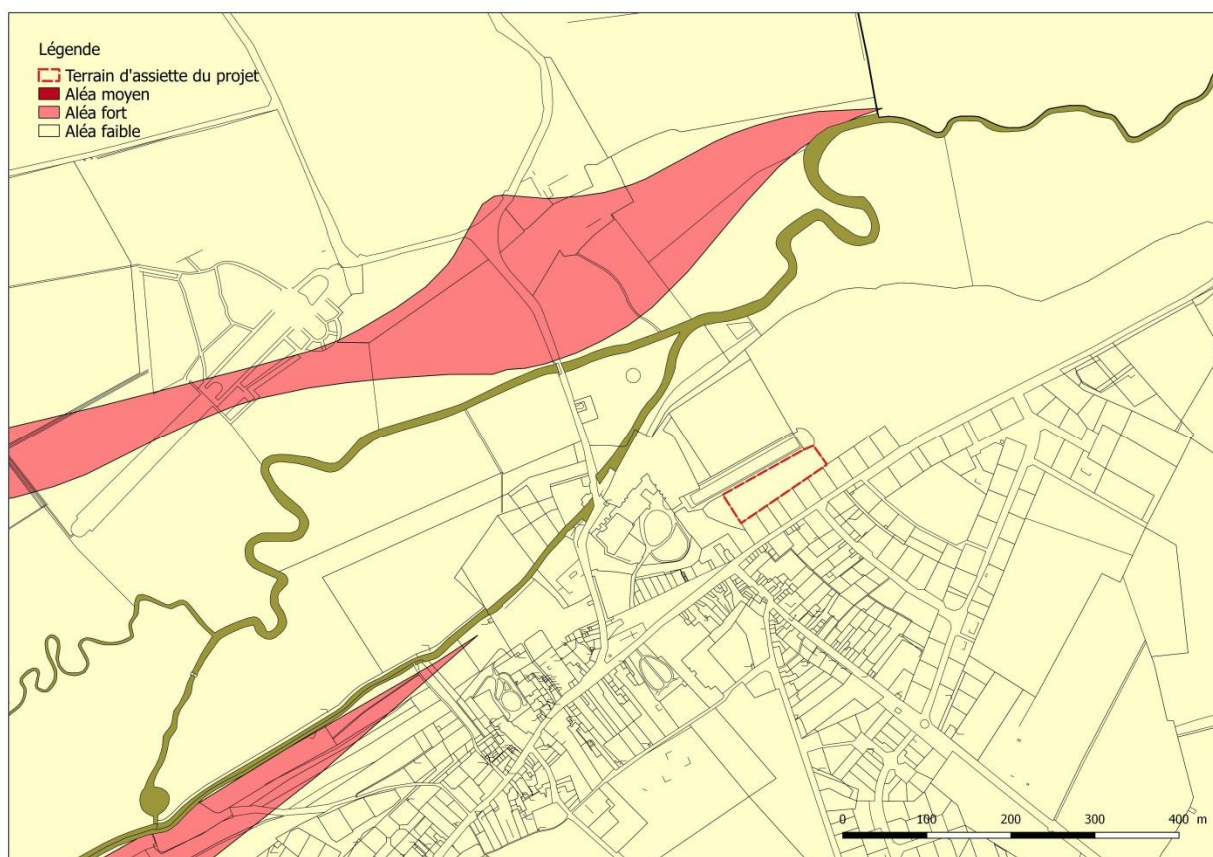 Légende
Terrain d'assiette du projet
Aléa moyen
Aléa fort
Aléa faible
0 100 200 300 400 m